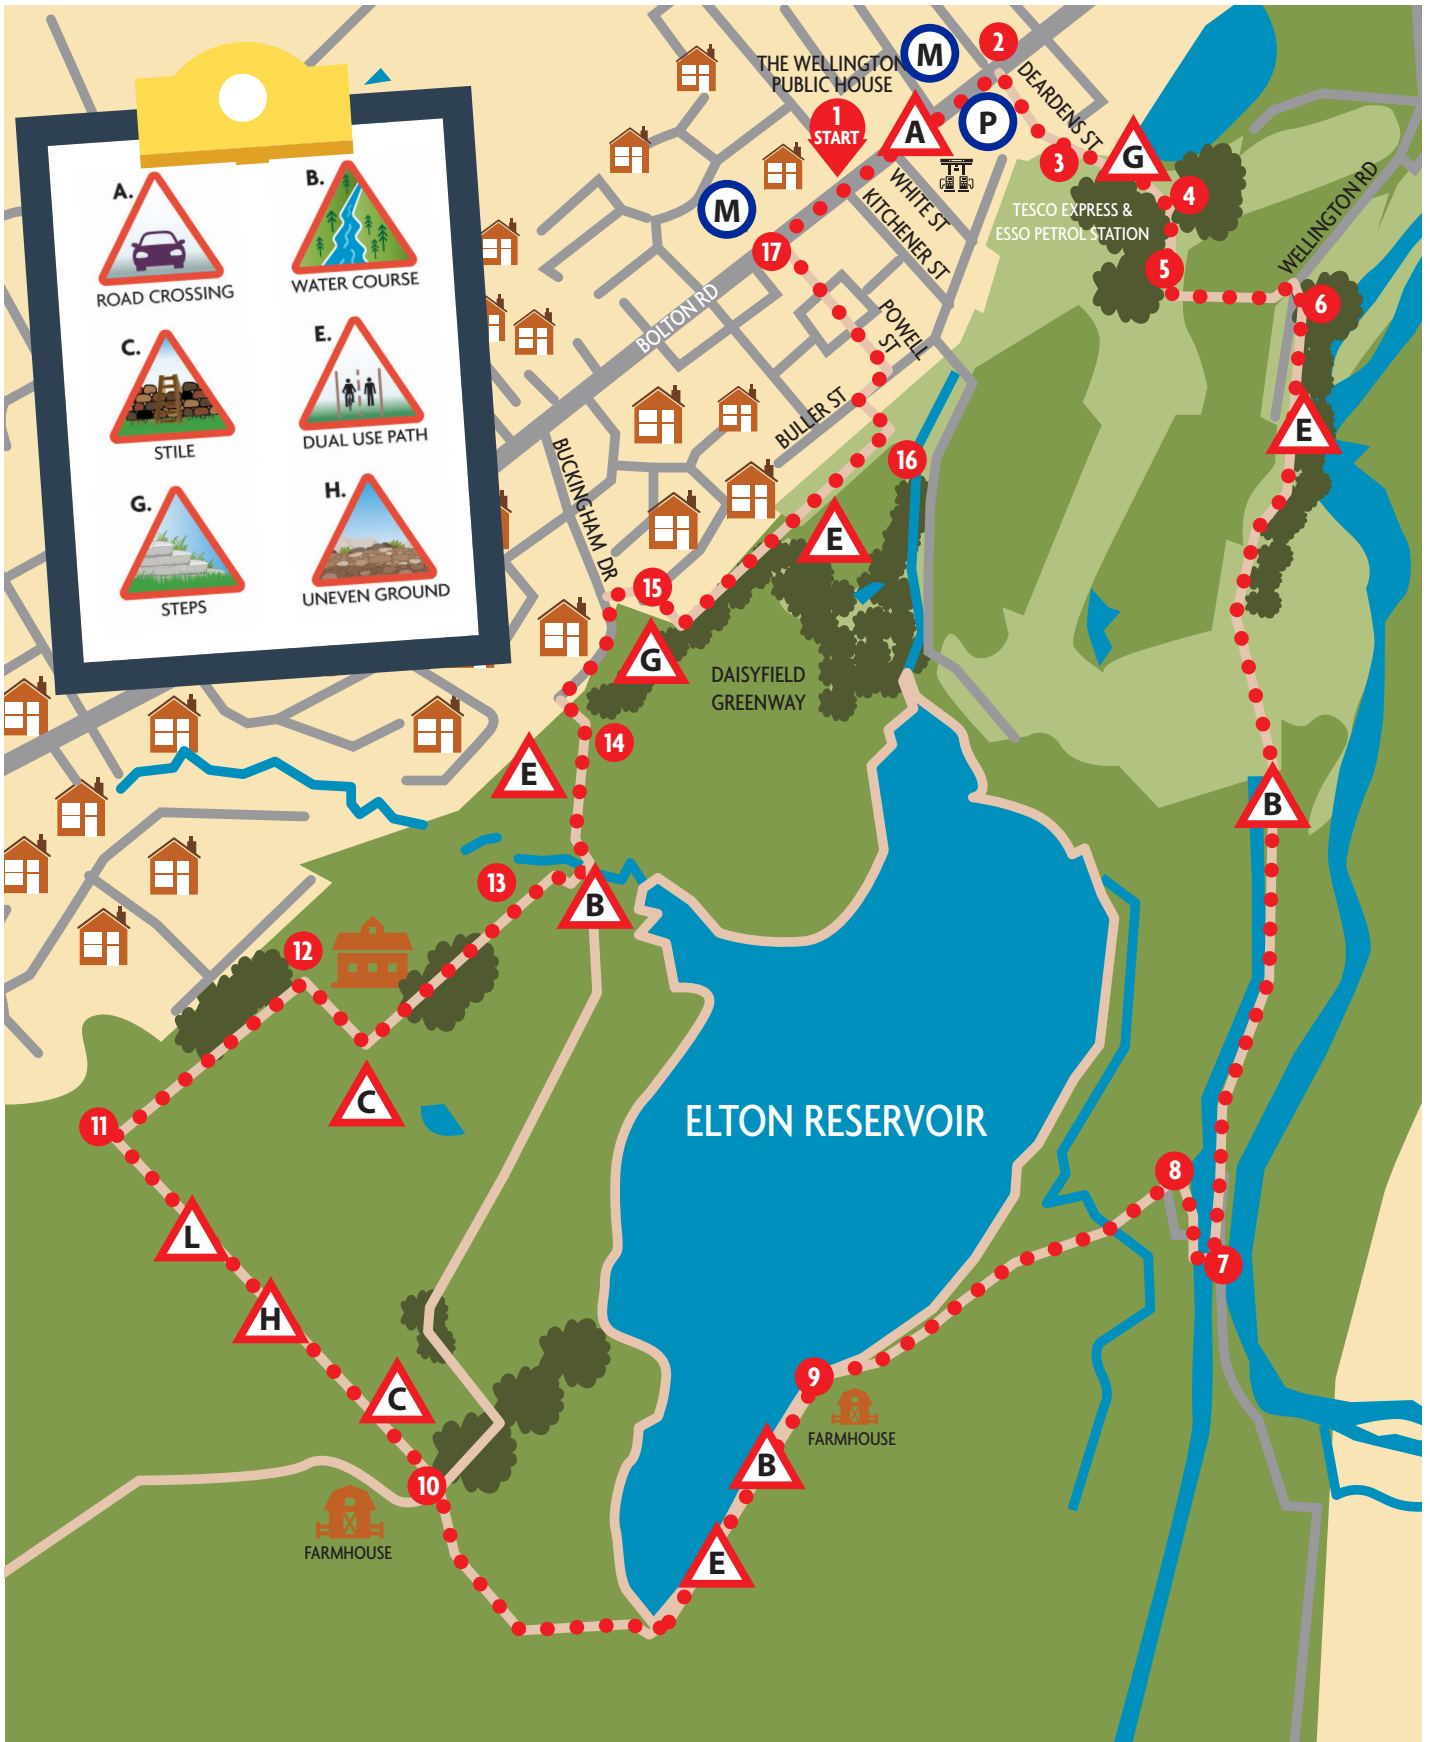 A.
ROAD CROSSING
B.
WATER COURSE
C.
STILE
E.
DUAL USE PATH
G.
STEPS
H.
UNEVEN GROUND
THE WELLINGTON
PUBLIC HOUSE
1
START
M
A
P
2
DEARDENS ST
3
G
4
TESCO EXPRESS &
ESSO PETROL STATION
5
WELLINGTON RD
6
E
WHITE ST
KITCHENER ST
M
17
BOLTON RD
POWELL
ST
BULLER ST
16
BUCKINGHAM DR
E
15
G
DAISYFIELD
GREENWAY
14
E
B
13
B
12
C
11
ELTON RESERVOIR
8
7
L
H
C
9
FARMHOUSE
B
10
FARMHOUSE
E